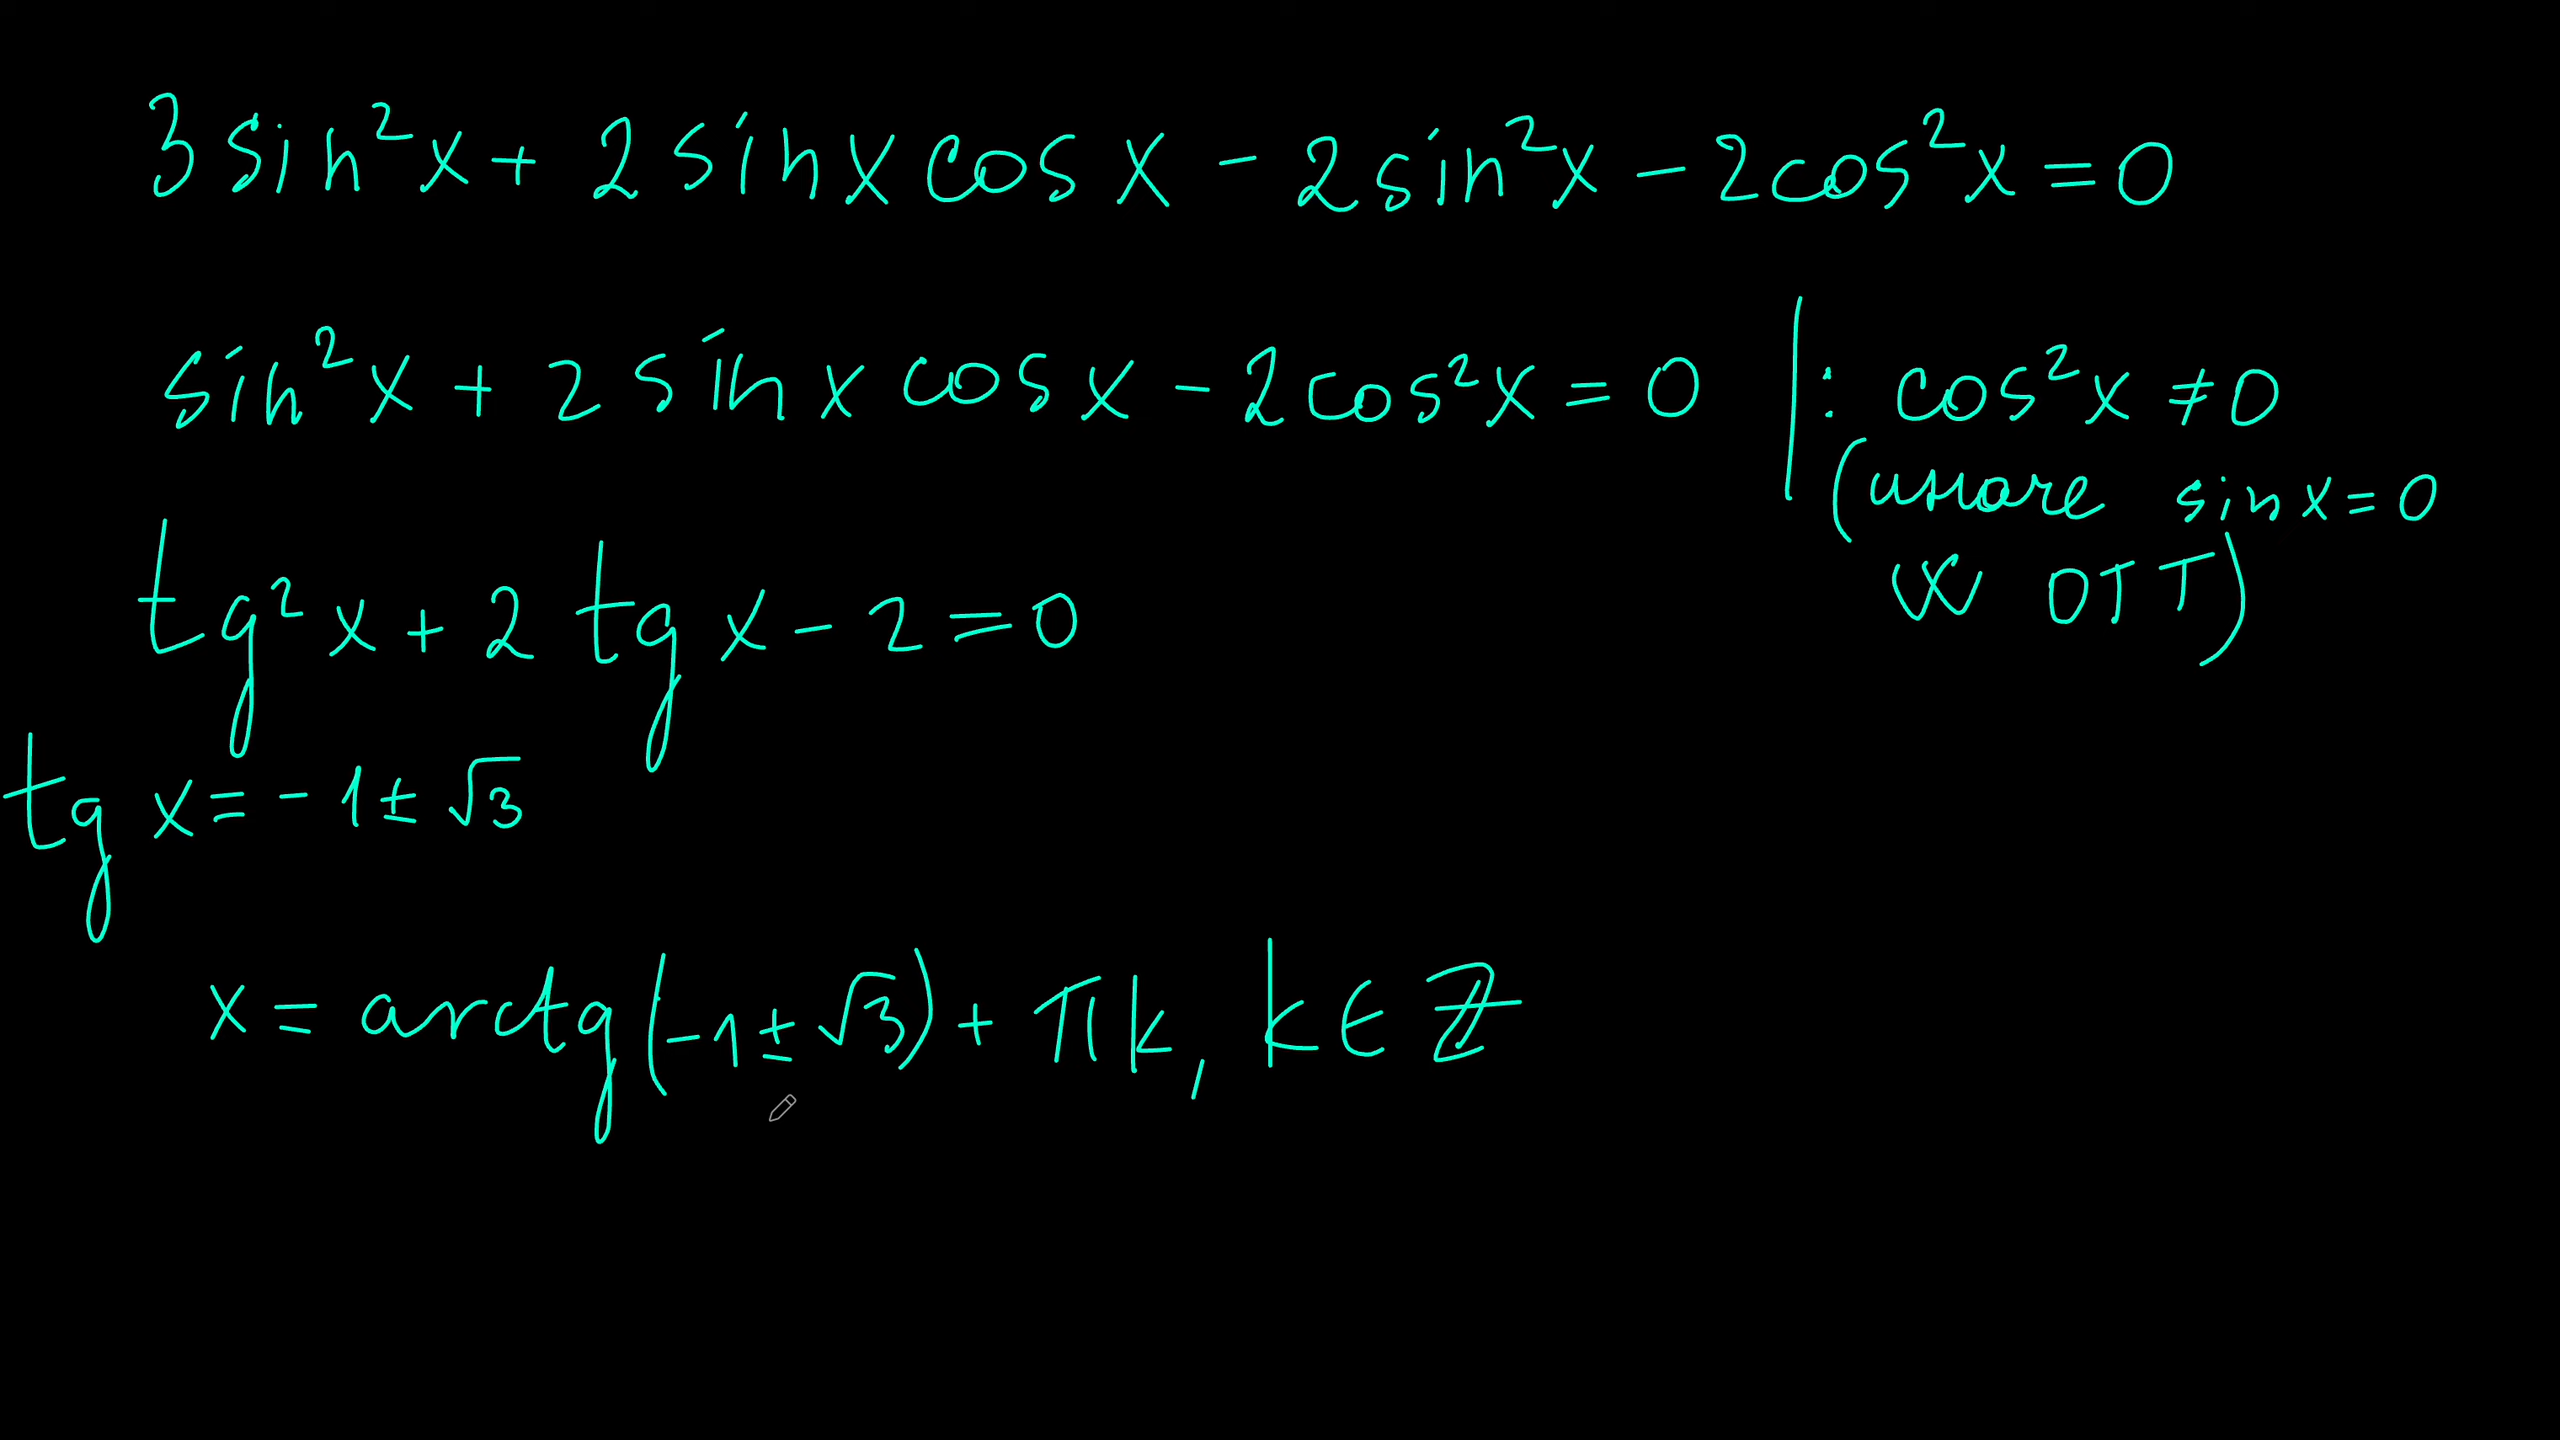 3sin²x + 2sinx cosx - 2sin²x - 2cos²x = 0
sin²x + 2sinx cosx - 2cos²x = 0 | : cos²x ≠ 0
(иначе sinx = 0
W ОТТ)
tg²x + 2tgx - 2 = 0
tgx = -1 ± √3
x = arctg(-1 ± √3) + πk, k ∈ ℤ